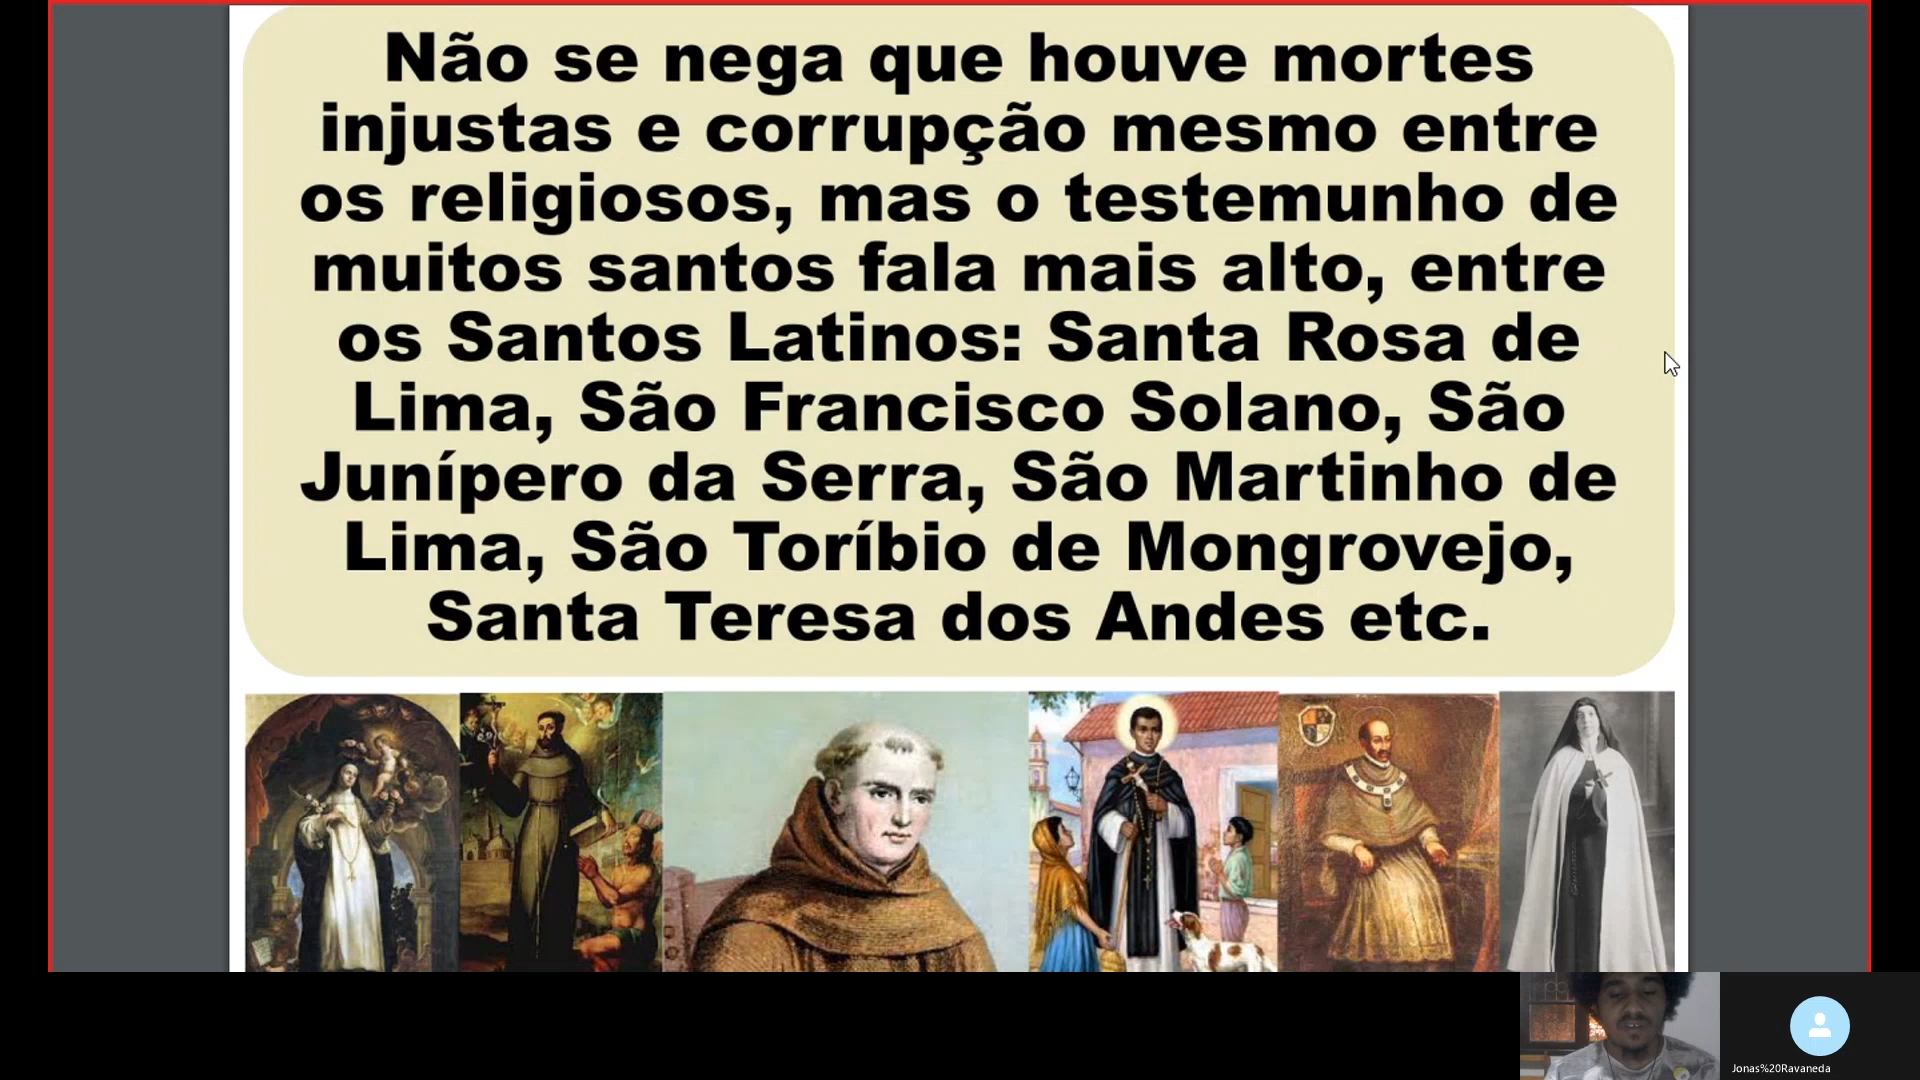 Não se nega que houve mortes
injustas e corrupção mesmo entre
os religiosos, mas o testemunho de
muitos santos fala mais alto, entre
os Santos Latinos: Santa Rosa de
Lima, São Francisco Solano, São
Junípero da Serra, São Martinho de
Lima, São Toríbio de Mongrovejo,
Santa Teresa dos Andes etc.
Jonas%20Ravaneda